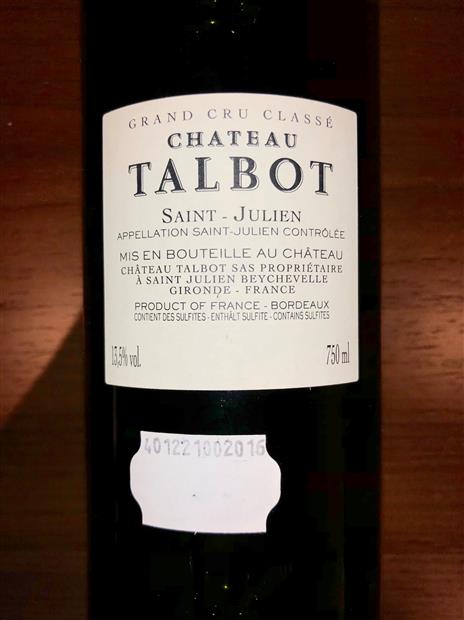 GRAND CRU CLASSÉ
CHATEAU
TALBOT
SAINT - JULIEN
APPELLATION SAINT-JULIEN CONTRÔLÉE
MIS EN BOUTEILLE AU CHÂTEAU
CHÂTEAU TALBOT SAS PROPRIÉTAIRE
À SAINT JULIEN BEYCHEVELLE
GIRONDE - FRANCE
PRODUCT OF FRANCE - BORDEAUX
CONTIENT DES SULFITES - ENTHÄLT SULFITE - CONTAINS SULFITES
13,5% vol. 750 ml
401221002016